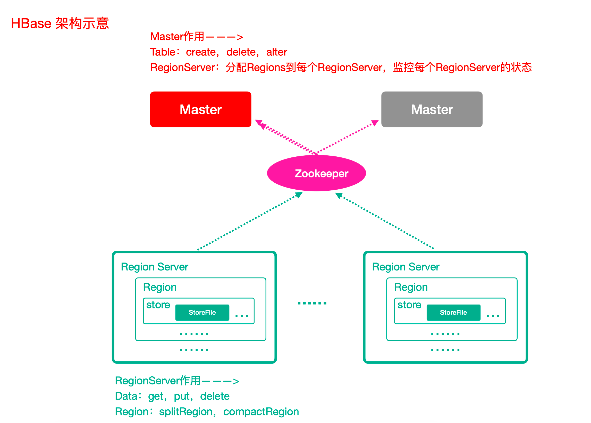 HBase 架构示意
Master作用———>
Table：create，delete，alter
RegionServer：分配Regions到每个RegionServer，监控每个RegionServer的状态
Master
Master
Zookeeper
Region Server
Region
store
StoreFile
...
......
......
......
Region Server
Region
store
StoreFile
...
......
......
RegionServer作用———>
Data：get，put，delete
Region：splitRegion，compactRegion